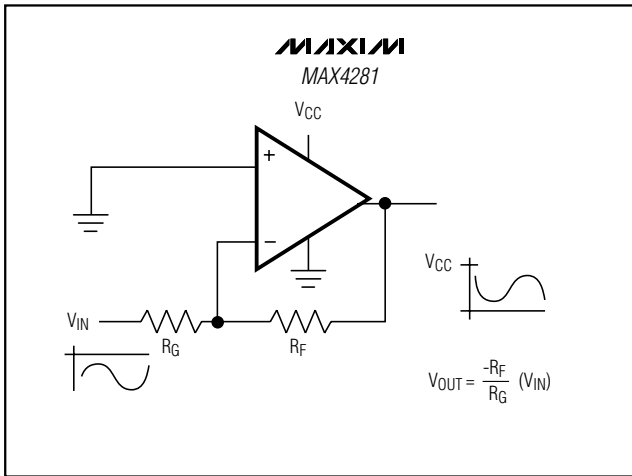 MAXIM
MAX4281
VCC
+
−
VIN
RG
RF
VCC
VOUT = -RF/RG (VIN)